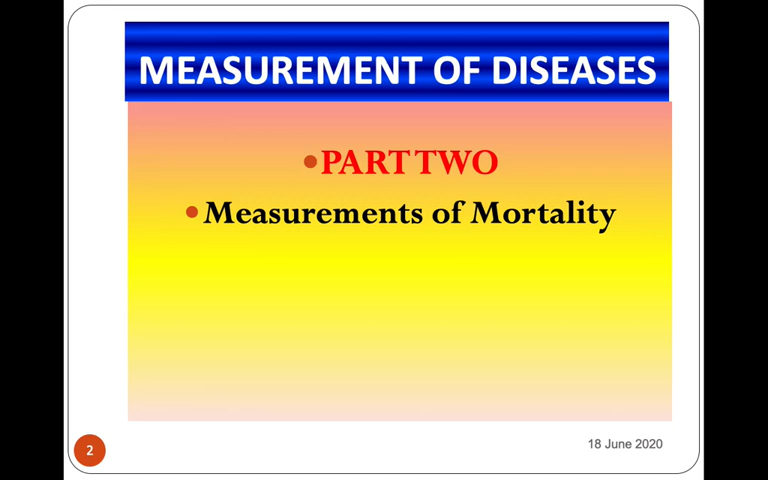 MEASUREMENT OF DISEASES
•PART TWO
•Measurements of Mortality
2
18 June 2020